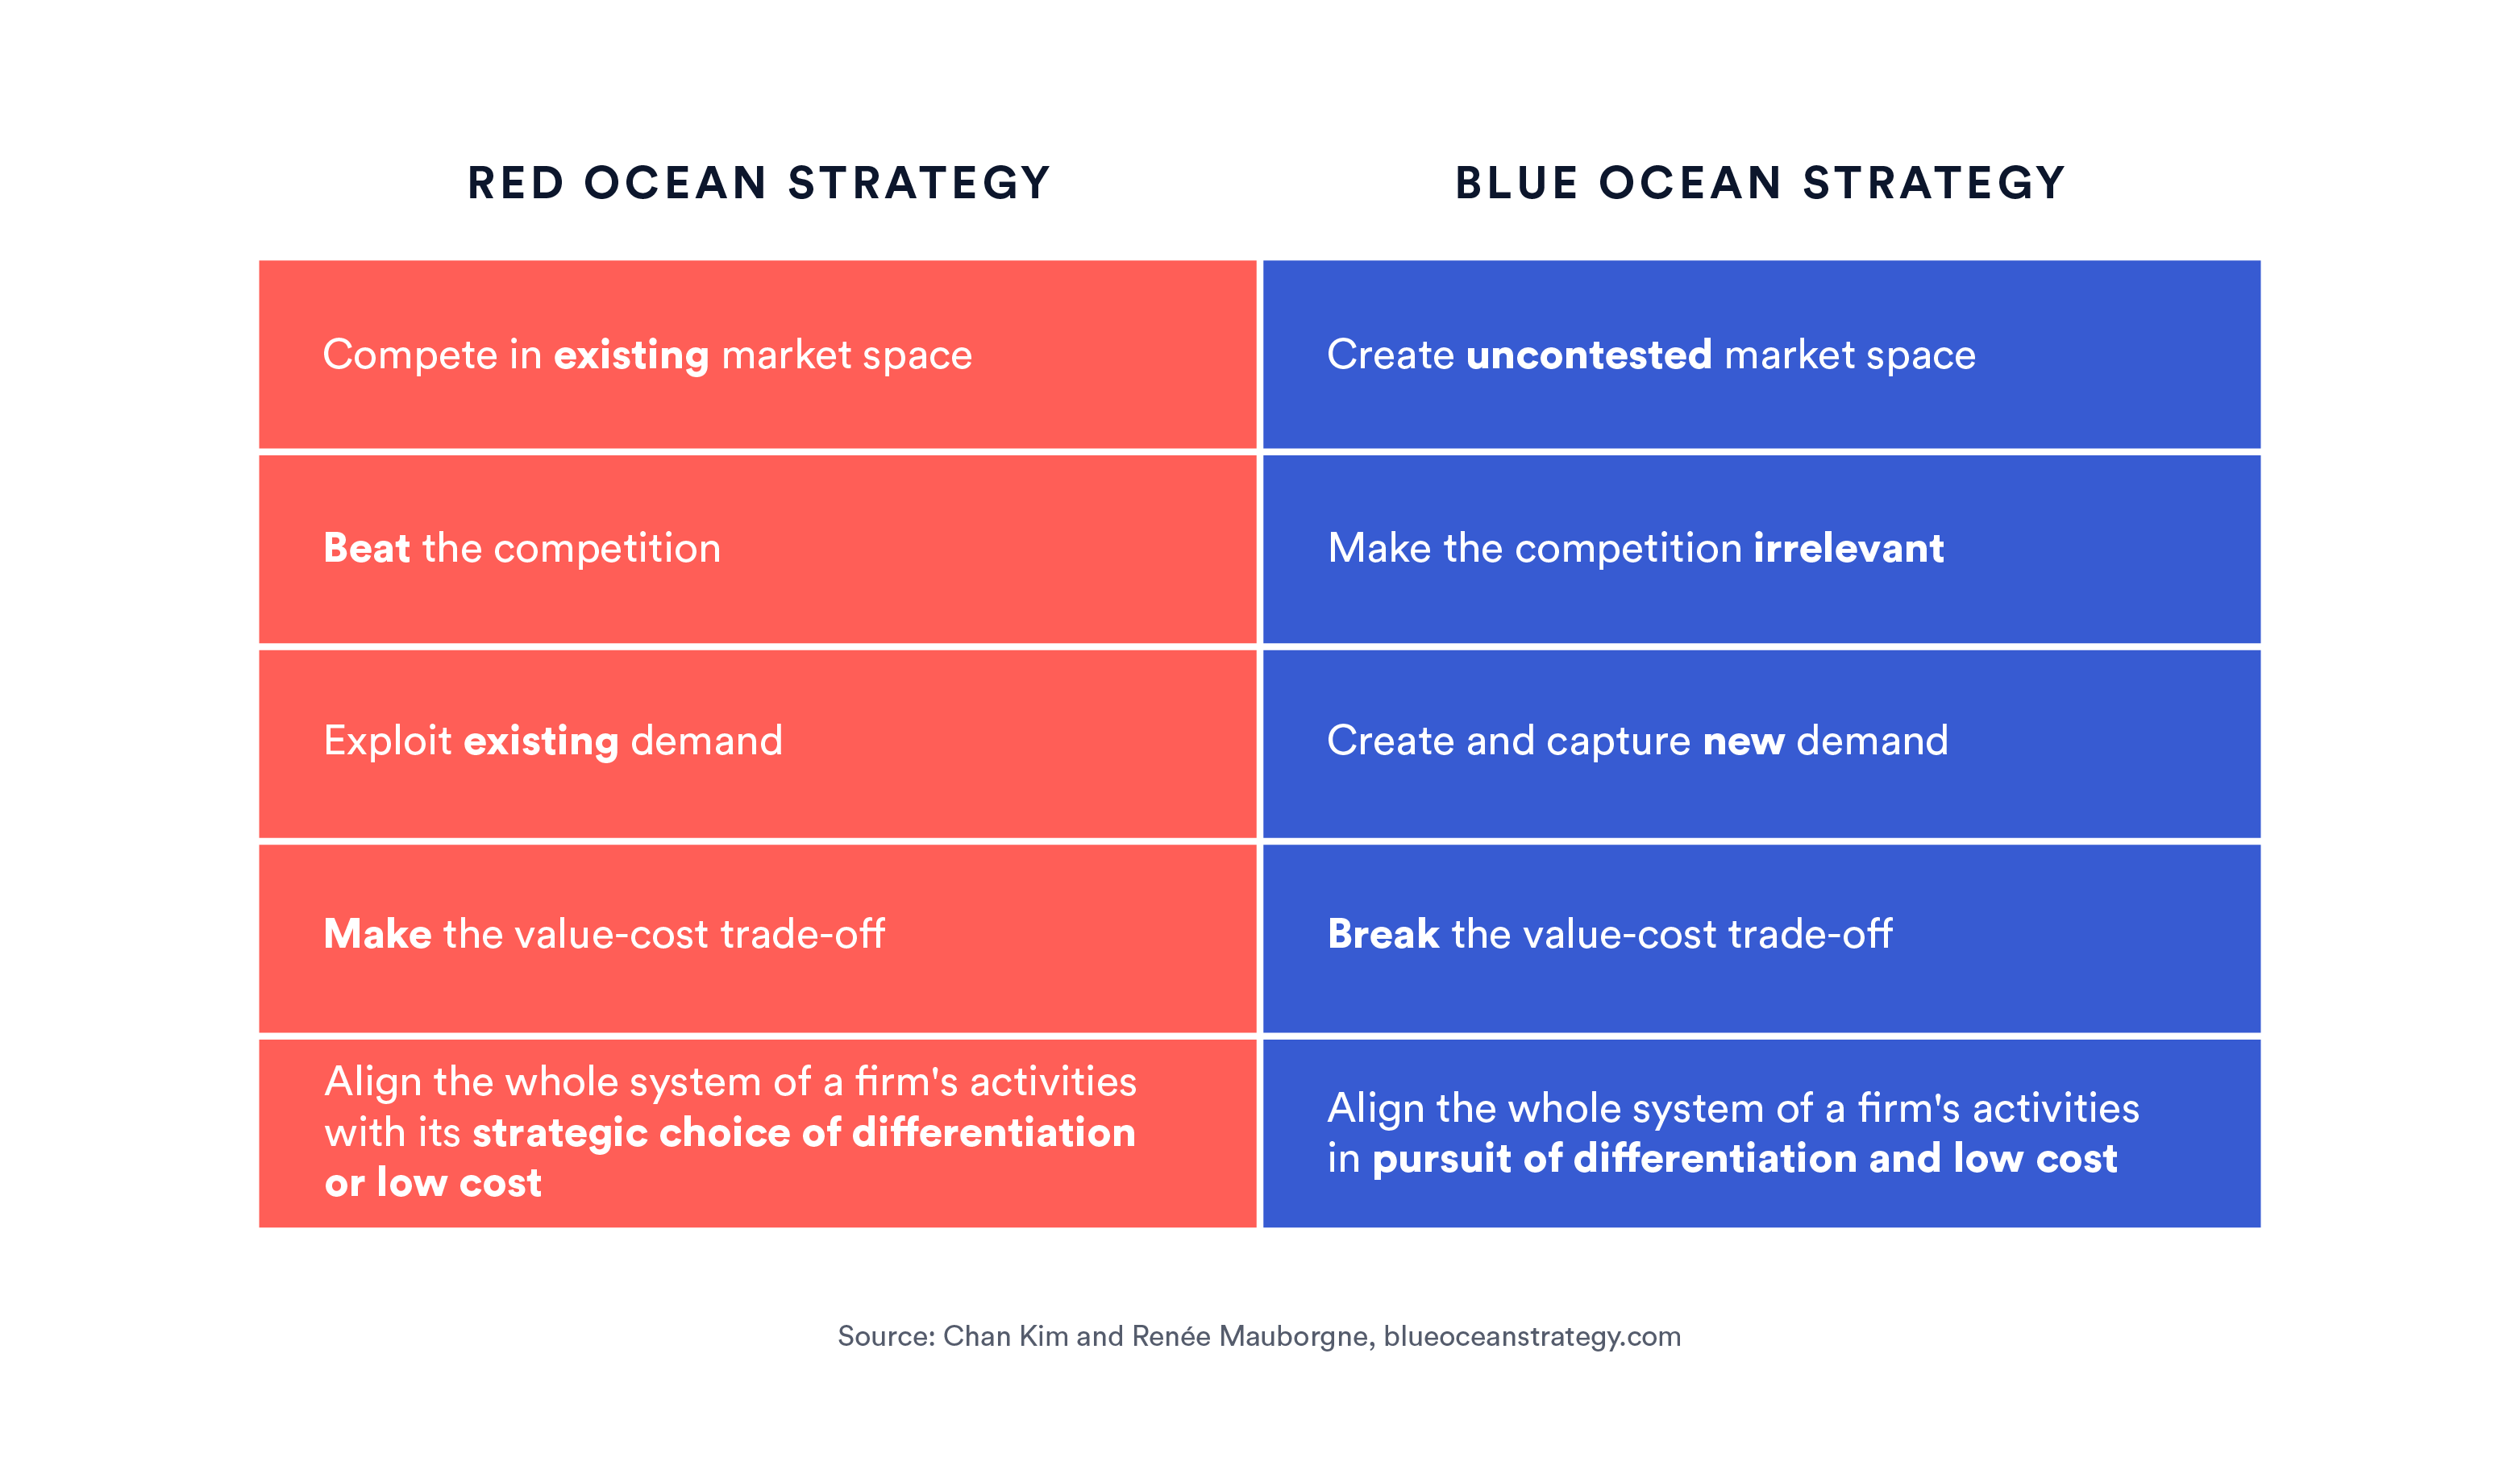 RED OCEAN STRATEGY
BLUE OCEAN STRATEGY
Compete in existing market space
Create uncontested market space
Beat the competition
Make the competition irrelevant
Exploit existing demand
Create and capture new demand
Make the value-cost trade-off
Break the value-cost trade-off
Align the whole system of a firm's activities
with its strategic choice of differentiation
or low cost
Align the whole system of a firm's activities
in pursuit of differentiation and low cost
Source: Chan Kim and Renée Mauborgne, blueoceanstrategy.com